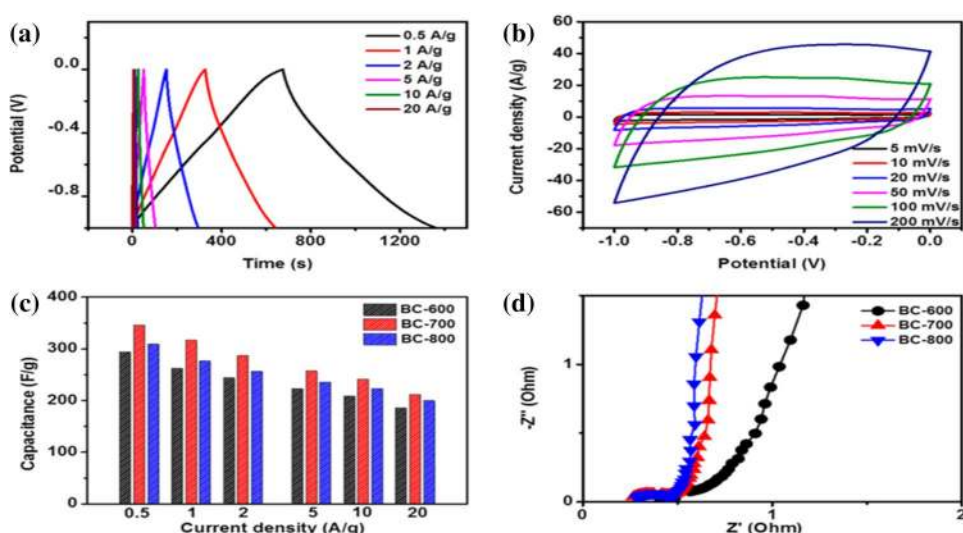 (a)
0.5 A/g
1 A/g
2 A/g
5 A/g
10 A/g
20 A/g
0.0
-0.4
-0.8
Potential (V)
0
400
800
1200
Time (s)
(b)
60
40
20
0
-20
-40
-60
Current density (A/g)
5 mV/s
10 mV/s
20 mV/s
50 mV/s
100 mV/s
200 mV/s
-1.0
-0.8
-0.6
-0.4
-0.2
0.0
Potential (V)
(c)
400
300
200
100
0
Capacitance (F/g)
BC-600
BC-700
BC-800
0.5
1
2
5
10
20
Current density (A/g)
(d)
BC-600
BC-700
BC-800
1
0
-Z'' (Ohm)
0
1
2
Z' (Ohm)